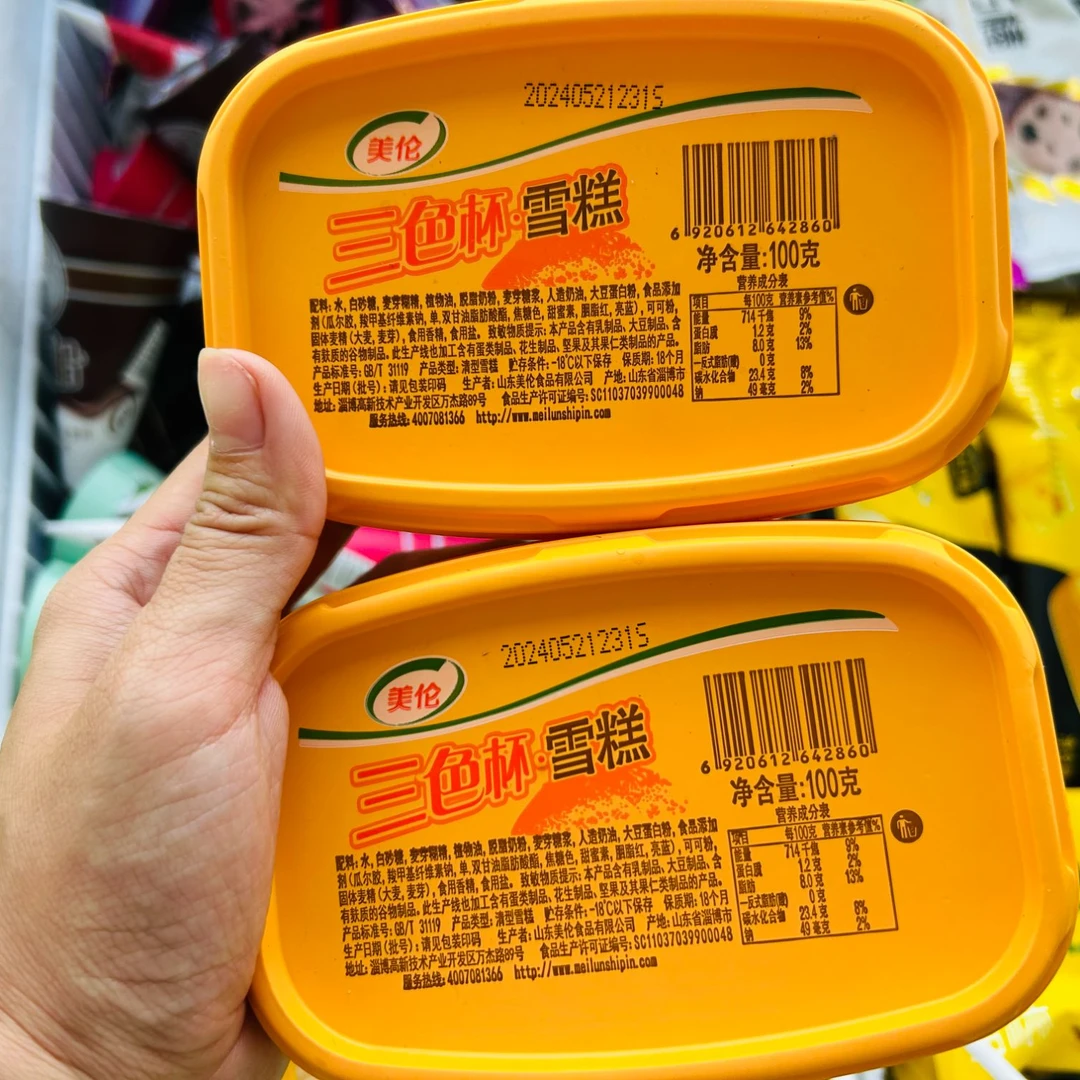 202405212315
美伦
三色杯·雪糕
6 920612 642860
净含量:100克
营养成分表
项目 每100克 营养素参考值%
能量 714千焦 9%
蛋白质 1.2克 2%
脂肪 8.0克 13%
—反式脂肪(酸) 0克
碳水化合物 23.4克 8%
钠 49毫克 2%
配料: 水, 白砂糖, 麦芽糊精, 植物油, 脱脂奶粉, 麦芽糖浆, 人造奶油, 大豆蛋白粉, 食品添加
剂(瓜尔胶, 羧甲基纤维素钠, 单, 双甘油脂肪酸酯, 焦糖色, 甜蜜素, 胭脂红, 亮蓝), 可可粉,
固体麦精(大麦, 麦芽), 食用香精, 食用盐。 致敏物质提示: 本产品含有乳制品、大豆制品、含
有麸质的谷物制品。此生产线也加工含有蛋类制品、花生制品、坚果及其果仁类制品的产品。
产品标准号: GB/T 31119 产品类型: 清型雪糕 贮存条件: -18℃以下保存 保质期: 18个月
生产日期(批号): 请见包装印码 生产者: 山东美伦食品有限公司 产地: 山东省淄博市
地址: 淄博高新技术产业开发区万杰路89号 食品生产许可证编号: SC11037039900048
服务热线: 4007081366 http://www.meilunshipin.com
202405212315
美伦
三色杯·雪糕
6 920612 642860
净含量:100克
营养成分表
项目 每100克 营养素参考值%
能量 714千焦 9%
蛋白质 1.2克 2%
脂肪 8.0克 13%
—反式脂肪(酸) 0克
碳水化合物 23.4克 8%
钠 49毫克 2%
配料: 水, 白砂糖, 麦芽糊精, 植物油, 脱脂奶粉, 麦芽糖浆, 人造奶油, 大豆蛋白粉, 食品添加
剂(瓜尔胶, 羧甲基纤维素钠, 单, 双甘油脂肪酸酯, 焦糖色, 甜蜜素, 胭脂红, 亮蓝), 可可粉,
固体麦精(大麦, 麦芽), 食用香精, 食用盐。 致敏物质提示: 本产品含有乳制品、大豆制品、含
有麸质的谷物制品。此生产线也加工含有蛋类制品、花生制品、坚果及其果仁类制品的产品。
产品标准号: GB/T 31119 产品类型: 清型雪糕 贮存条件: -18℃以下保存 保质期: 18个月
生产日期(批号): 请见包装印码 生产者: 山东美伦食品有限公司 产地: 山东省淄博市
地址: 淄博高新技术产业开发区万杰路89号 食品生产许可证编号: SC11037039900048
服务热线: 4007081366 http://www.meilunshipin.com